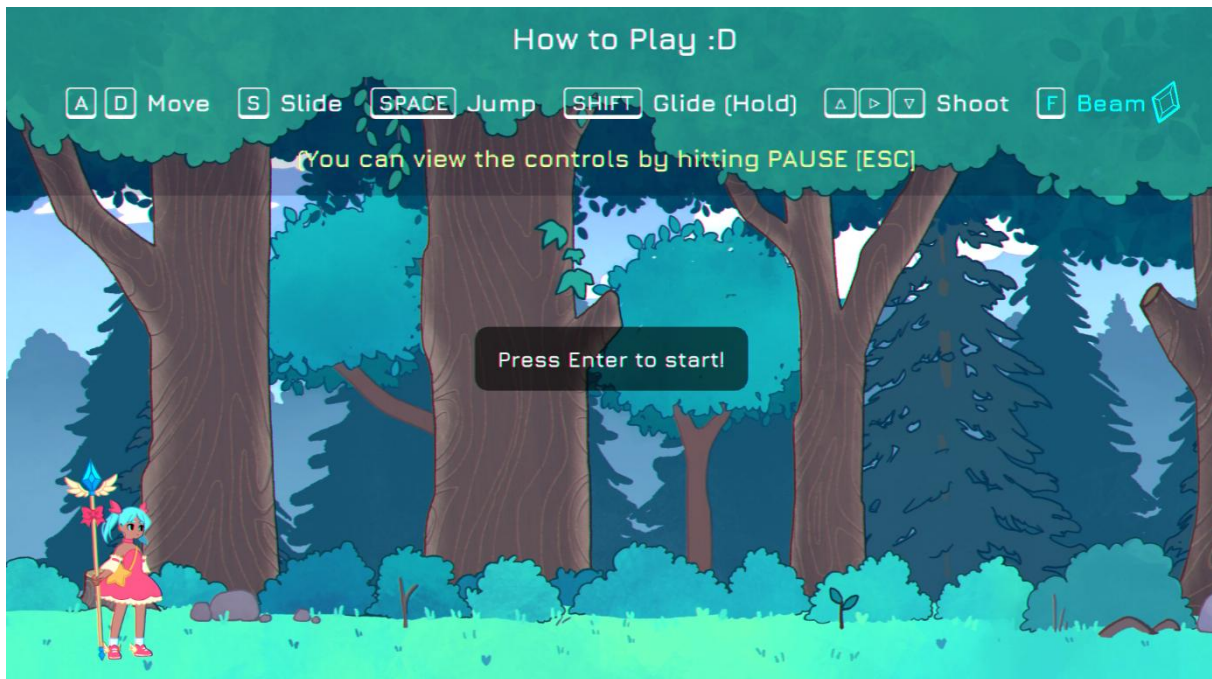 How to Play :D
A D Move S Slide SPACE Jump SHIFT Glide (Hold) △ ▷ ▽ Shoot F Beam
(You can view the controls by hitting PAUSE [ESC]
Press Enter to start!